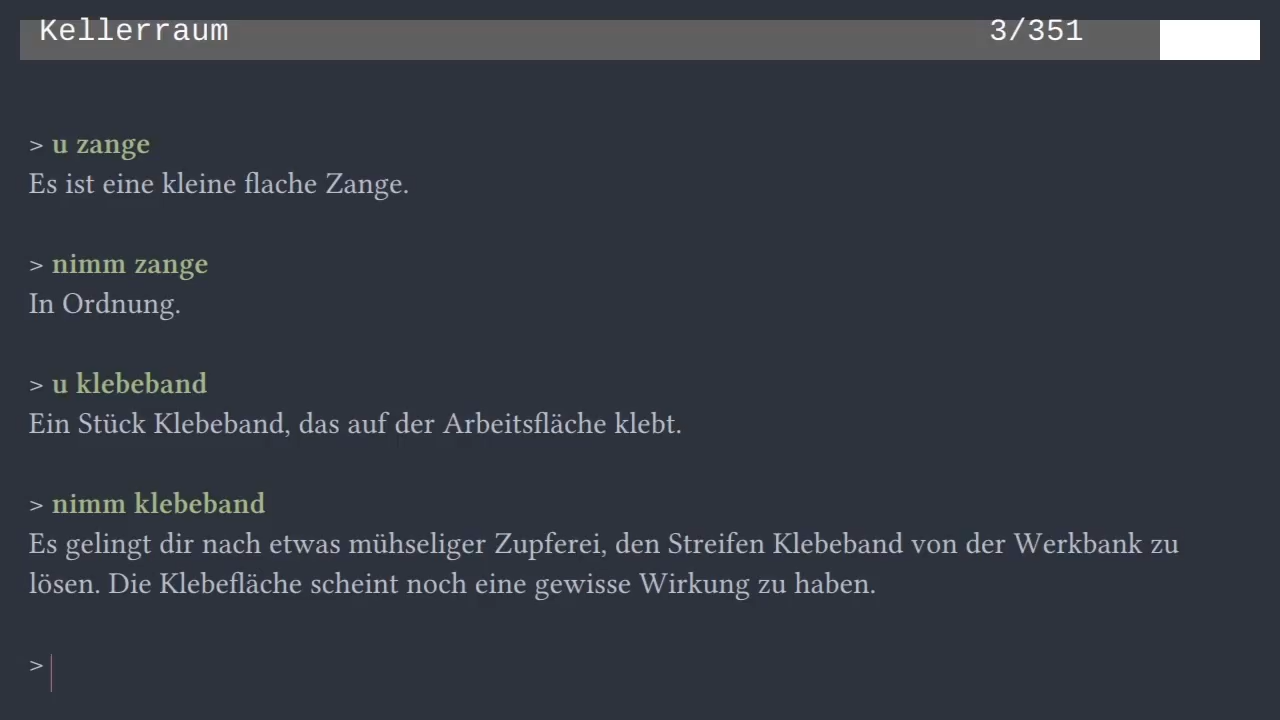 Kellerraum 3/351
> u zange
Es ist eine kleine flache Zange.
> nimm zange
In Ordnung.
> u klebeband
Ein Stück Klebeband, das auf der Arbeitsfläche klebt.
> nimm klebeband
Es gelingt dir nach etwas mühseliger Zupferei, den Streifen Klebeband von der Werkbank zu
lösen. Die Klebefläche scheint noch eine gewisse Wirkung zu haben.
>